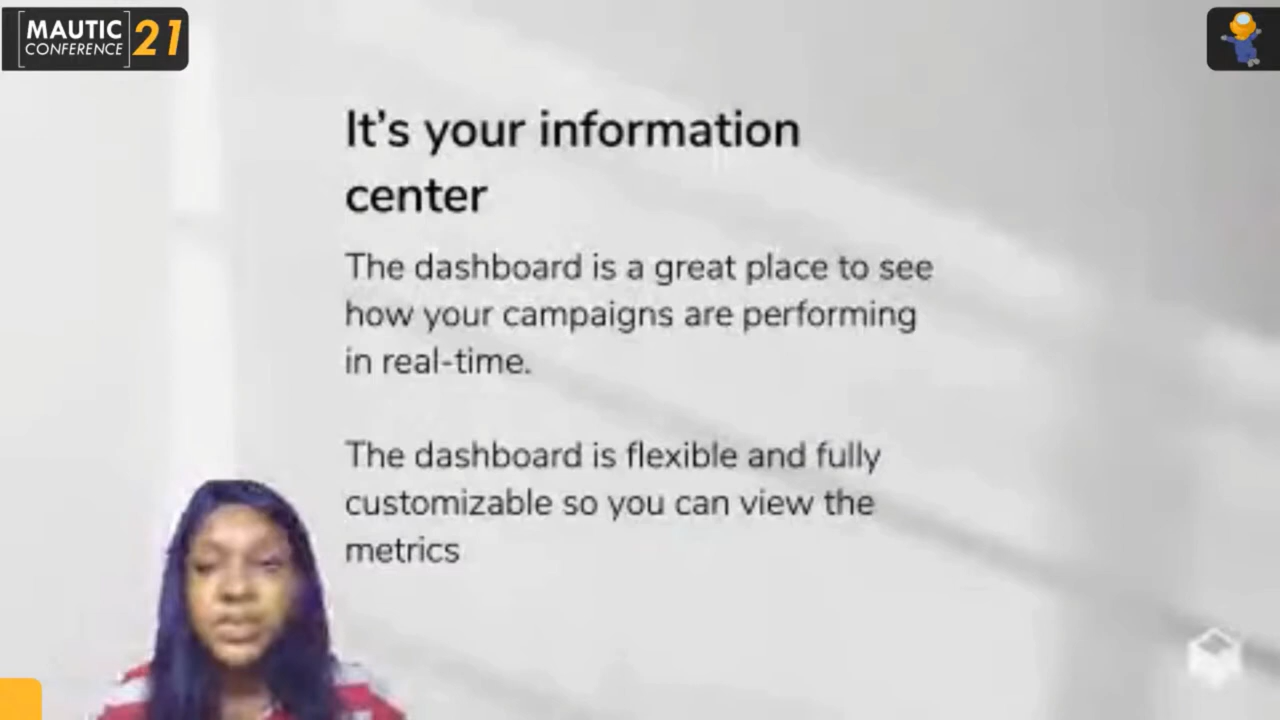 MAUTIC
CONFERENCE
21
It's your information
center
The dashboard is a great place to see
how your campaigns are performing
in real-time.
The dashboard is flexible and fully
customizable so you can view the
metrics